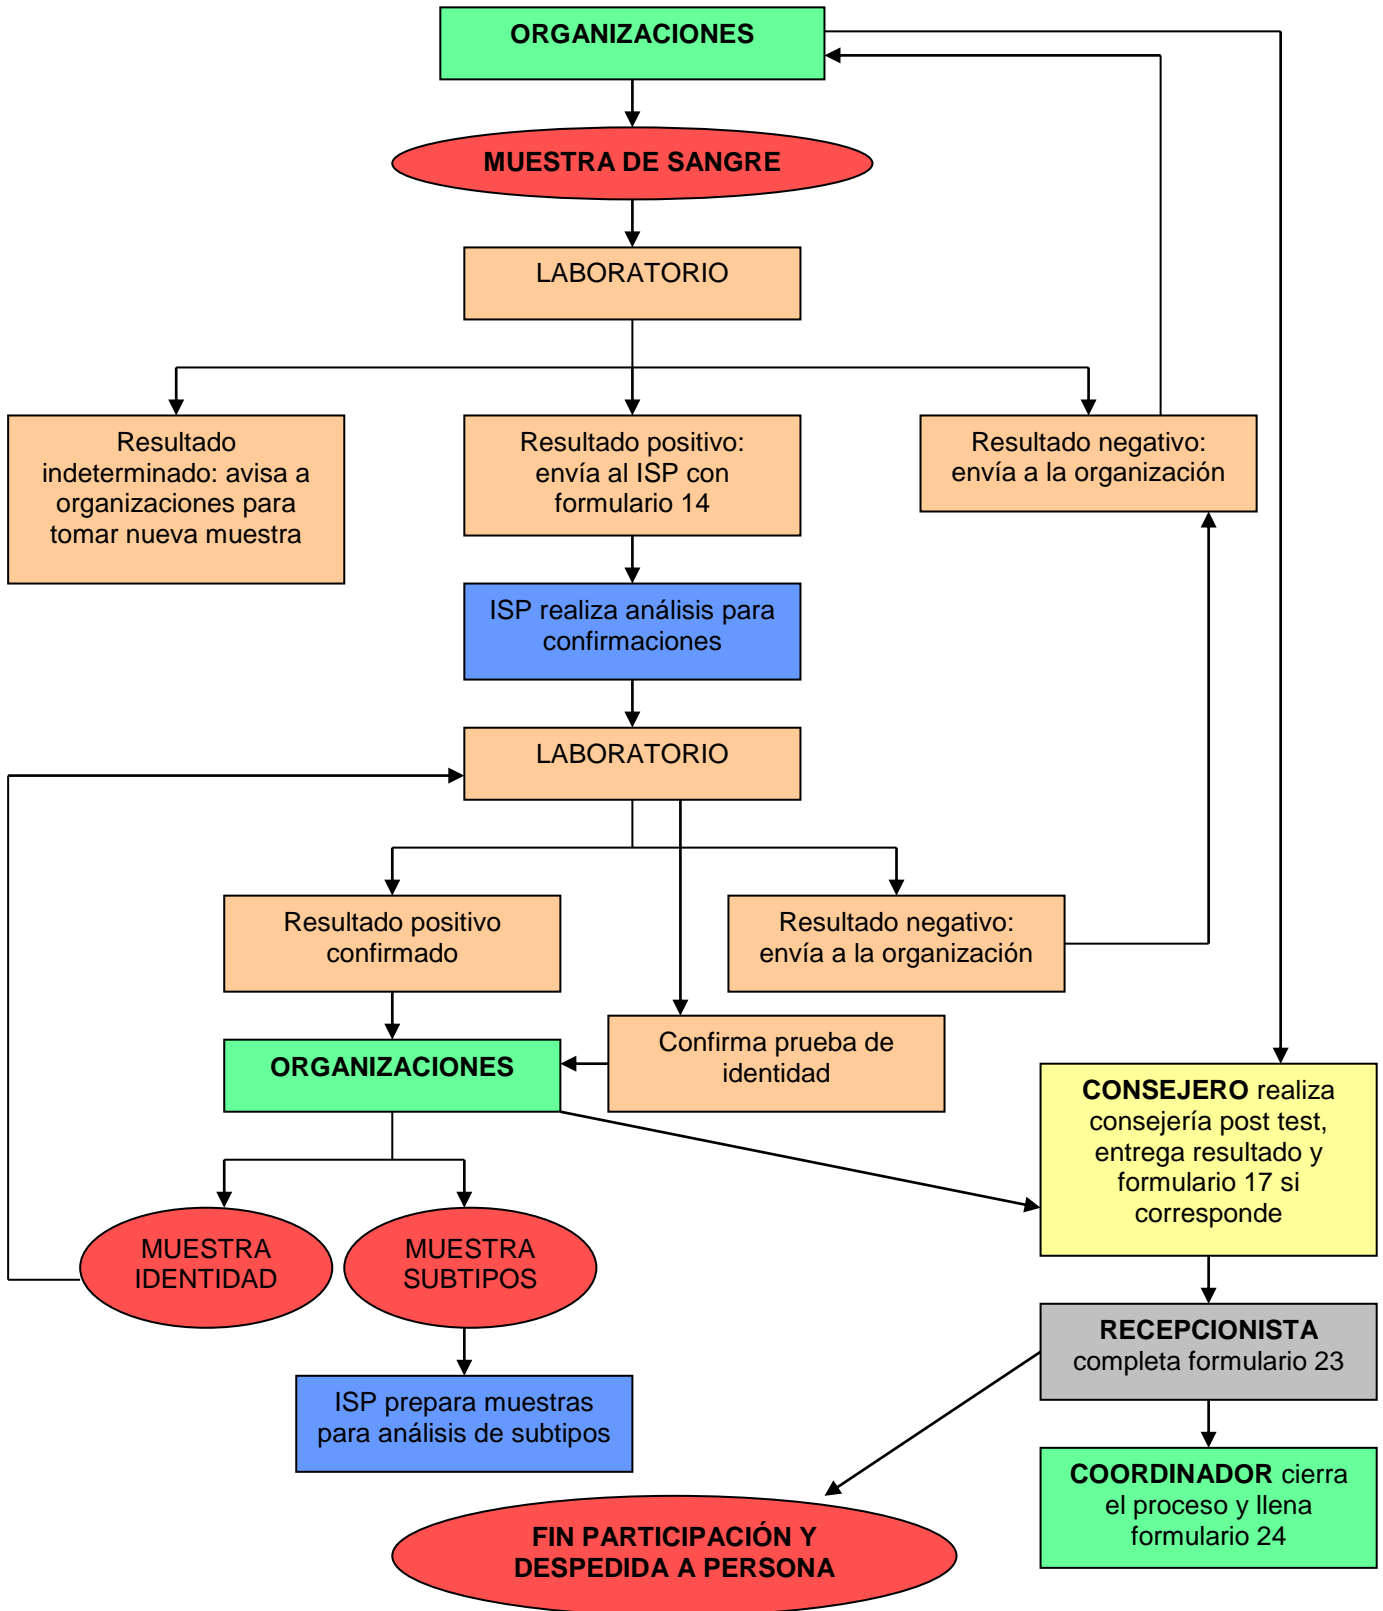 ORGANIZACIONES
MUESTRA DE SANGRE
LABORATORIO
Resultado
indeterminado: avisa a
organizaciones para
tomar nueva muestra
Resultado positivo:
envía al ISP con
formulario 14
Resultado negativo:
envía a la organización
ISP realiza análisis para
confirmaciones
LABORATORIO
Resultado positivo
confirmado
Resultado negativo:
envía a la organización
Confirma prueba de
identidad
ORGANIZACIONES
CONSEJERO realiza
consejería post test,
entrega resultado y
formulario 17 si
corresponde
MUESTRA
IDENTIDAD
MUESTRA
SUBTIPOS
RECEPCIONISTA
completa formulario 23
ISP prepara muestras
para análisis de subtipos
COORDINADOR cierra
el proceso y llena
formulario 24
FIN PARTICIPACIÓN Y
DESPEDIDA A PERSONA